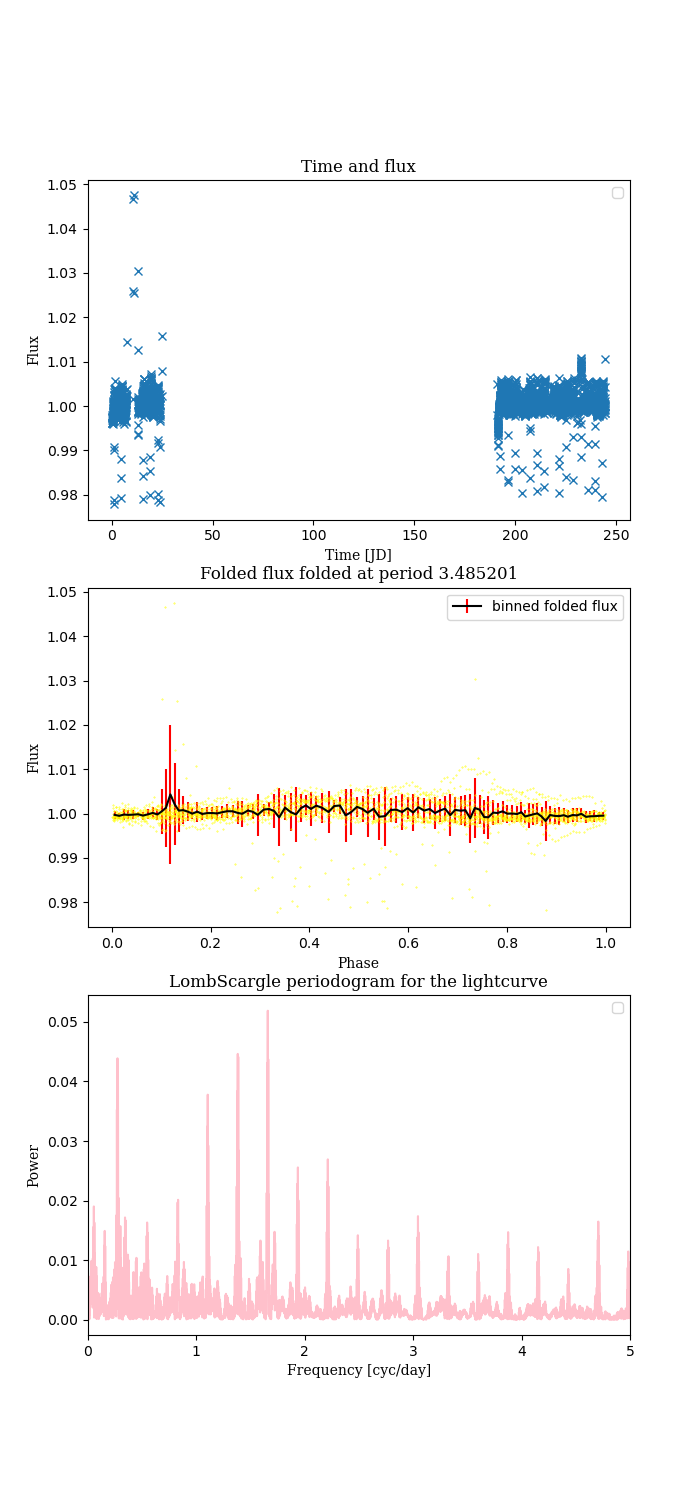 Time and flux
1.05
1.04
1.03
1.02
1.01
1.00
0.99
0.98
Flux
0 50 100 150 200 250
Time [JD]
Folded flux folded at period 3.485201
1.05
1.04
1.03
1.02
1.01
1.00
0.99
0.98
Flux
binned folded flux
0.0 0.2 0.4 0.6 0.8 1.0
Phase
LombScargle periodogram for the lightcurve
0.05
0.04
0.03
0.02
0.01
0.00
Power
0 1 2 3 4 5
Frequency [cyc/day]